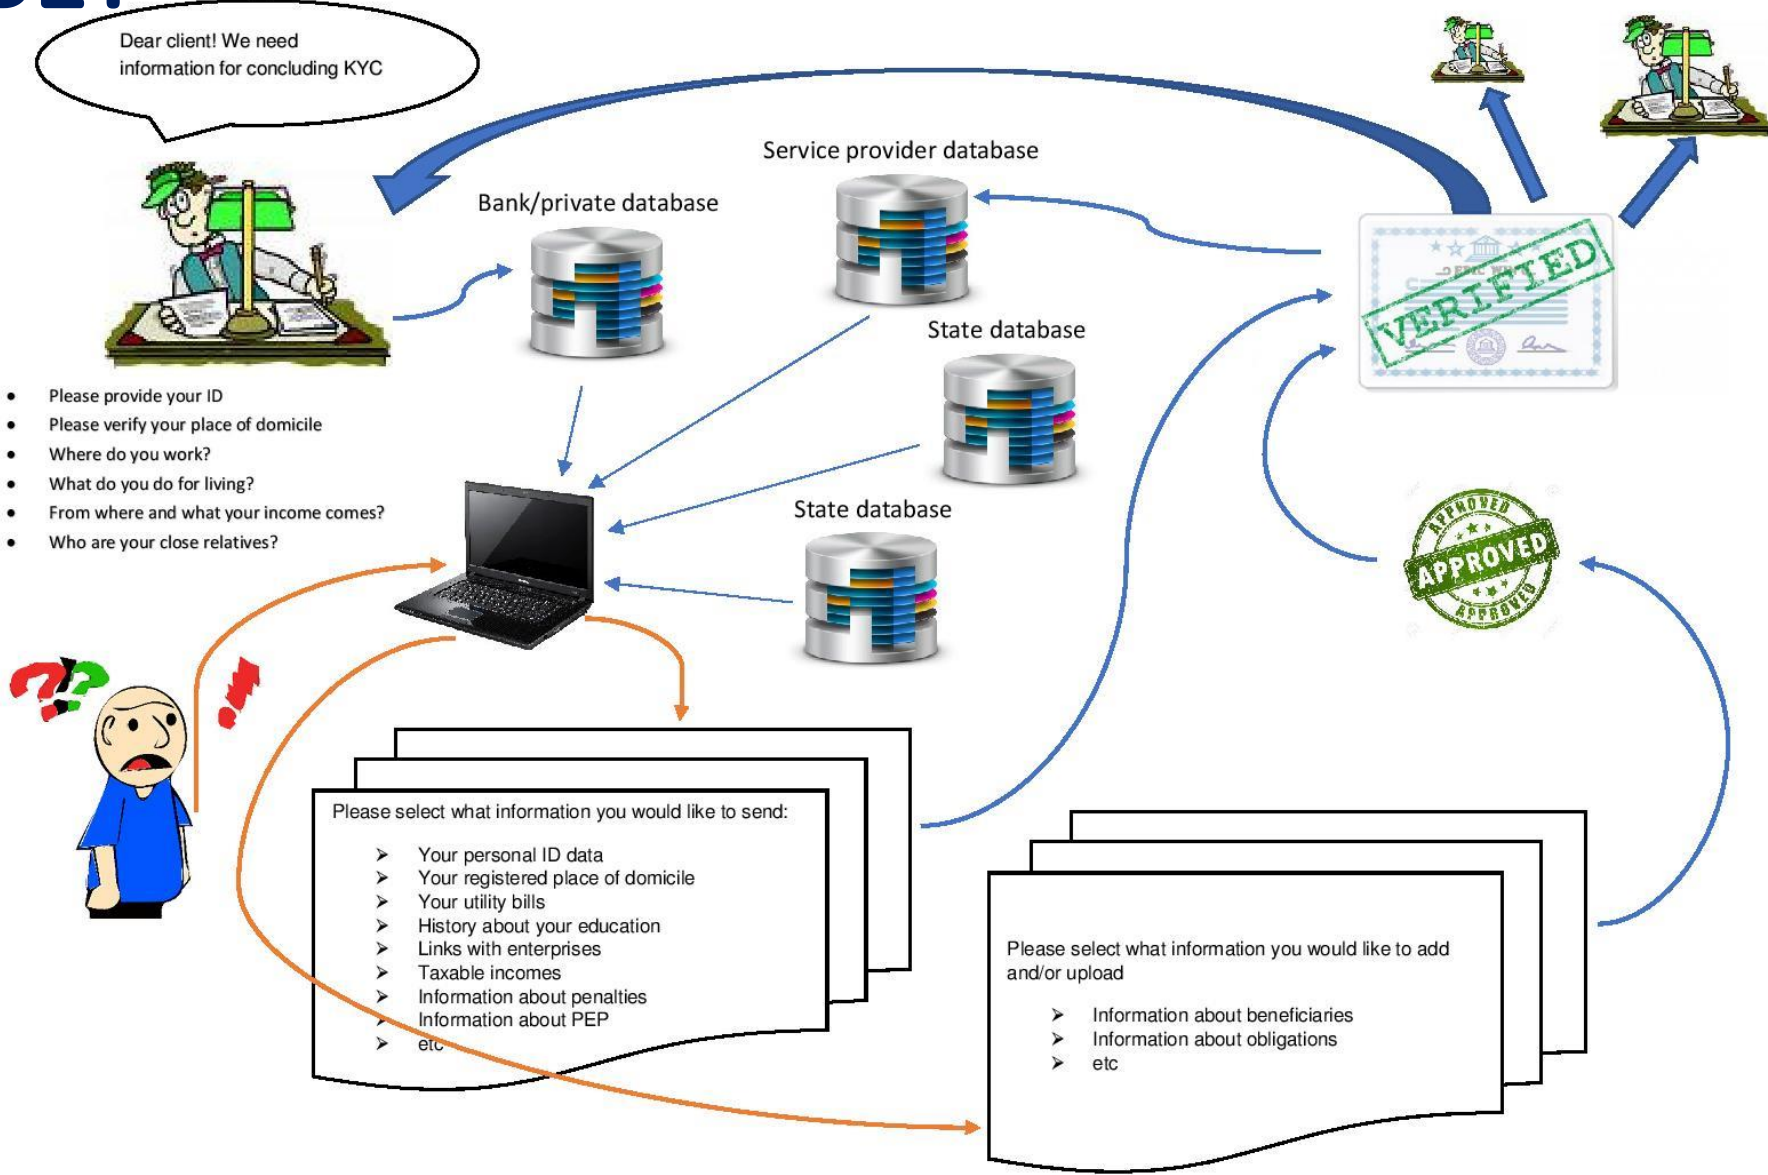 Dear client! We need
information for concluding KYC
Service provider database
Bank/private database
State database
State database
VERIFIED
Please provide your ID
Please verify your place of domicile
Where do you work?
What do you do for living?
From where and what your income comes?
Who are your close relatives?
APPROVED
APPROVED
APPROVED
Please select what information you would like to send:
Your personal ID data
Your registered place of domicile
Your utility bills
History about your education
Links with enterprises
Taxable incomes
Information about penalties
Information about PEP
etc
Please select what information you would like to add
and/or upload
Information about beneficiaries
Information about obligations
etc